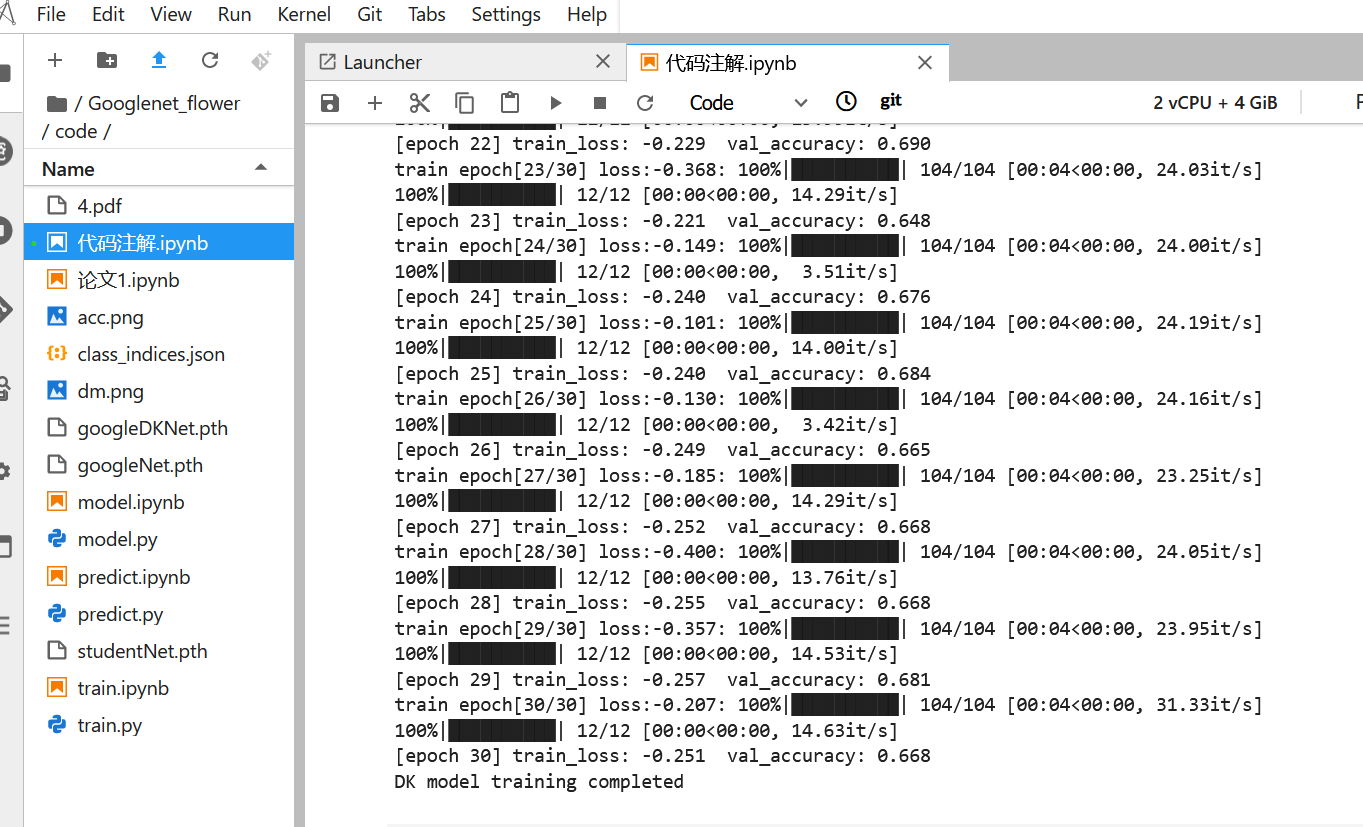 File Edit View Run Kernel Git Tabs Settings Help
/ Googlenet_flower
/ code /
Name
4.pdf
代码注解.ipynb
论文1.ipynb
acc.png
class_indices.json
dm.png
googleDKNet.pth
googleNet.pth
model.ipynb
model.py
predict.ipynb
predict.py
studentNet.pth
train.ipynb
train.py
Launcher
代码注解.ipynb
Code
git
2 vCPU + 4 GiB
[epoch 22] train_loss: -0.229 val_accuracy: 0.690
train epoch[23/30] loss:-0.368: 100%|██████████| 104/104 [00:04<00:00, 24.03it/s]
100%|██████████| 12/12 [00:00<00:00, 14.29it/s]
[epoch 23] train_loss: -0.221 val_accuracy: 0.648
train epoch[24/30] loss:-0.149: 100%|██████████| 104/104 [00:04<00:00, 24.00it/s]
100%|██████████| 12/12 [00:00<00:00, 3.51it/s]
[epoch 24] train_loss: -0.240 val_accuracy: 0.676
train epoch[25/30] loss:-0.101: 100%|██████████| 104/104 [00:04<00:00, 24.19it/s]
100%|██████████| 12/12 [00:00<00:00, 14.00it/s]
[epoch 25] train_loss: -0.240 val_accuracy: 0.684
train epoch[26/30] loss:-0.130: 100%|██████████| 104/104 [00:04<00:00, 24.16it/s]
100%|██████████| 12/12 [00:00<00:00, 3.42it/s]
[epoch 26] train_loss: -0.249 val_accuracy: 0.665
train epoch[27/30] loss:-0.185: 100%|██████████| 104/104 [00:04<00:00, 23.25it/s]
100%|██████████| 12/12 [00:00<00:00, 14.29it/s]
[epoch 27] train_loss: -0.252 val_accuracy: 0.668
train epoch[28/30] loss:-0.400: 100%|██████████| 104/104 [00:04<00:00, 24.05it/s]
100%|██████████| 12/12 [00:00<00:00, 13.76it/s]
[epoch 28] train_loss: -0.255 val_accuracy: 0.668
train epoch[29/30] loss:-0.357: 100%|██████████| 104/104 [00:04<00:00, 23.95it/s]
100%|██████████| 12/12 [00:00<00:00, 14.53it/s]
[epoch 29] train_loss: -0.257 val_accuracy: 0.681
train epoch[30/30] loss:-0.207: 100%|██████████| 104/104 [00:04<00:00, 31.33it/s]
100%|██████████| 12/12 [00:00<00:00, 14.63it/s]
[epoch 30] train_loss: -0.251 val_accuracy: 0.668
DK model training completed